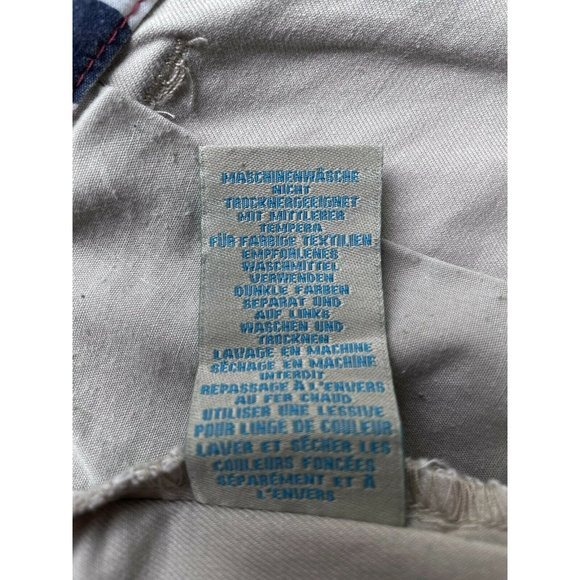 MASCHINENWÄSCHE
NICHT
TROCKNERGEEIGNET
MIT MITTLERER
TEMPERA
FÜR FARBIGE TEXTILIEN
EMPFOHLENES
WASCHMITTEL
VERWENDEN
DUNKLE FARBEN
SEPARAT UND
AUF LINKS
WASCHEN UND
TROCKNEN
LAVAGE EN MACHINE
SÉCHAGE EN MACHINE
INTERDIT
REPASSAGE À L'ENVERS
AU FER CHAUD
UTILISER UNE LESSIVE
POUR LINGE DE COULEUR
LAVER ET SÉCHER LES
COULEURS FONCÉES
SÉPARÉMENT ET À
L'ENVERS